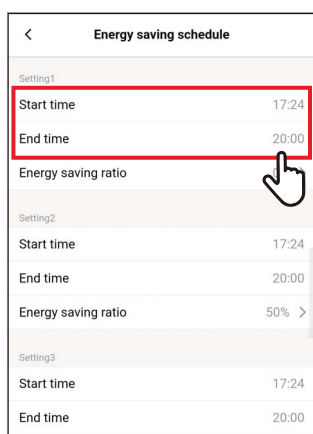 Energy saving schedule
Setting1
Start time 17:24
End time 20:00
Energy saving ratio
Setting2
Start time 17:24
End time 20:00
Energy saving ratio 50% >
Setting3
Start time 17:24
End time 20:00